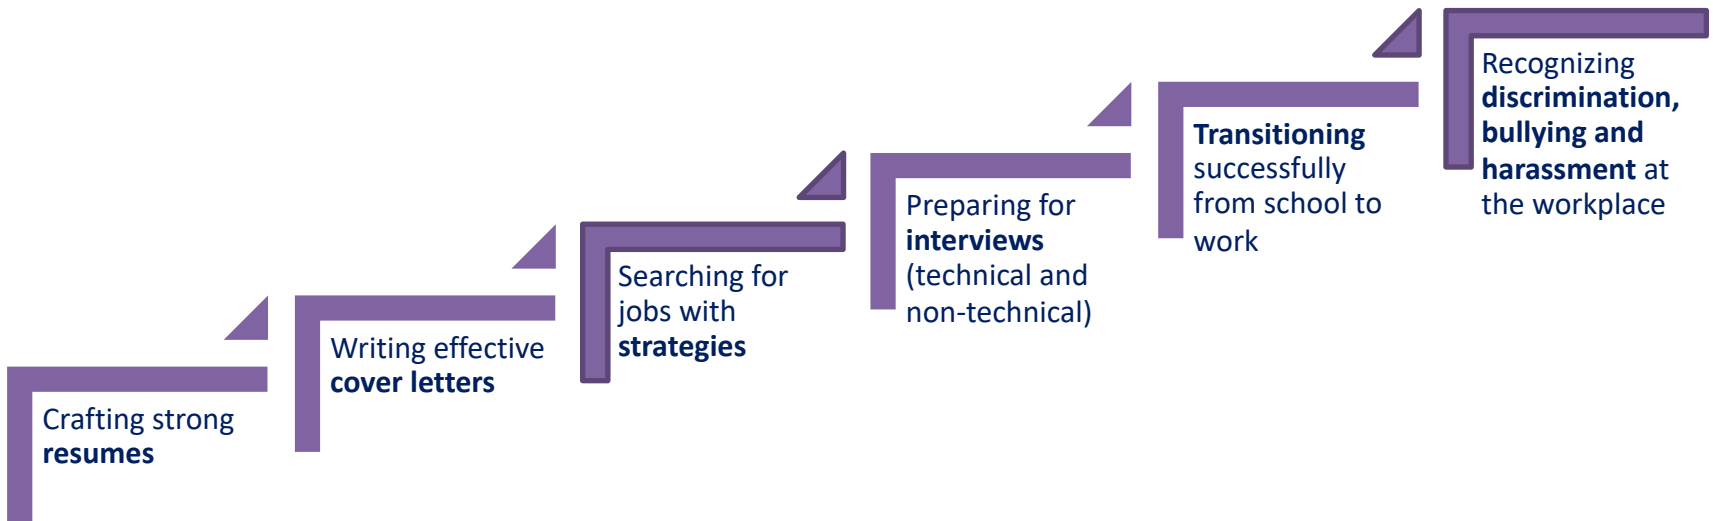 Crafting strong
resumes
Writing effective
cover letters
Searching for
jobs with
strategies
Preparing for
interviews
(technical and
non-technical)
Transitioning
successfully
from school to
work
Recognizing
discrimination,
bullying and
harassment at
the workplace